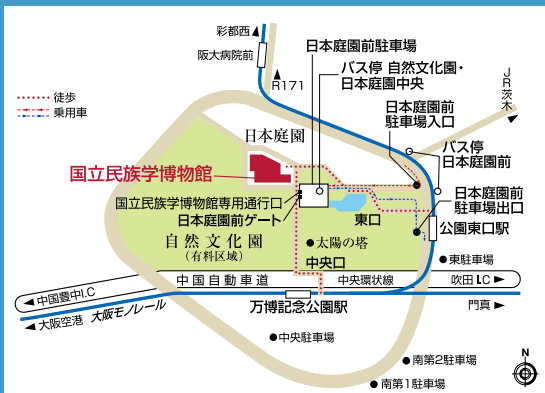 彩都西
阪大病院前
R171
日本庭園前駐車場
バス停 自然文化園・
日本庭園中央
JR茨木
徒歩
乗用車
日本庭園前
駐車場入口
日本庭園
バス停
日本庭園前
国立民族学博物館
国立民族学博物館専用通行口
日本庭園前ゲート
日本庭園前
駐車場出口
東口
公園東口駅
自然文化園
(有料区域)
太陽の塔
中央口
東駐車場
中国自動車道
中央環状線
吹田I.C
中国豊中I.C
万博記念公園駅
門真
大阪空港
大阪モノレール
中央駐車場
南第2駐車場
南第1駐車場
N